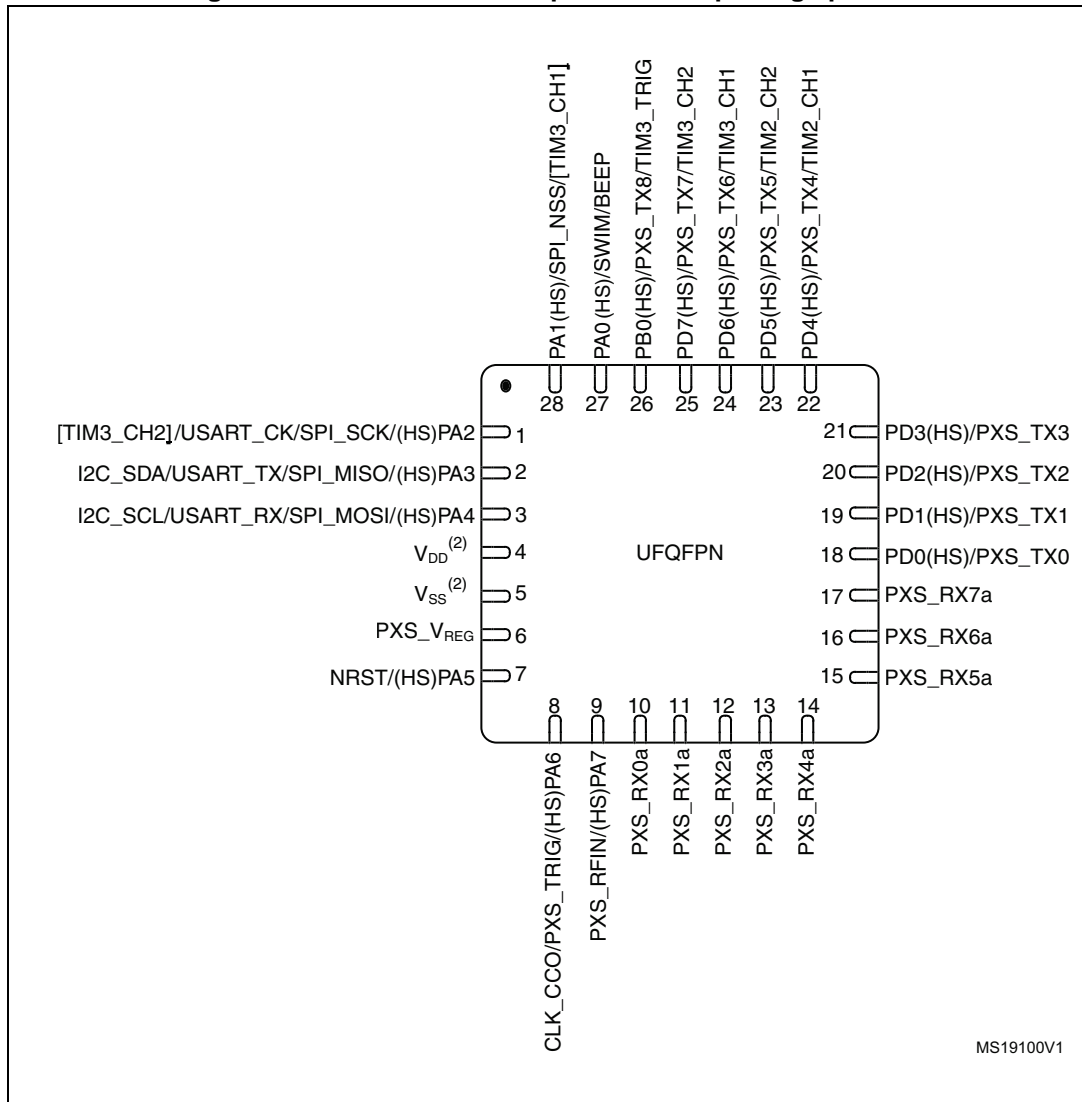 PA1(HS)/SPI_NSS/[TIM3_CH1]
PA0(HS)/SWIM/BEEP
PB0(HS)/PXS_TX8/TIM3_TRIG
PD7(HS)/PXS_TX7/TIM3_CH2
PD6(HS)/PXS_TX6/TIM3_CH1
PD5(HS)/PXS_TX5/TIM2_CH2
PD4(HS)/PXS_TX4/TIM2_CH1
28 27 26 25 24 23 22
[TIM3_CH2]/USART_CK/SPI_SCK/(HS)PA2 1
I2C_SDA/USART_TX/SPI_MISO/(HS)PA3 2
I2C_SCL/USART_RX/SPI_MOSI/(HS)PA4 3
VDD(2) 4
VSS(2) 5
PXS_VREG 6
NRST/(HS)PA5 7
UFQFPN
21 PD3(HS)/PXS_TX3
20 PD2(HS)/PXS_TX2
19 PD1(HS)/PXS_TX1
18 PD0(HS)/PXS_TX0
17 PXS_RX7a
16 PXS_RX6a
15 PXS_RX5a
8 9 10 11 12 13 14
CLK_CCO/PXS_TRIG/(HS)PA6
PXS_RFIN/(HS)PA7
PXS_RX0a
PXS_RX1a
PXS_RX2a
PXS_RX3a
PXS_RX4a
MS19100V1